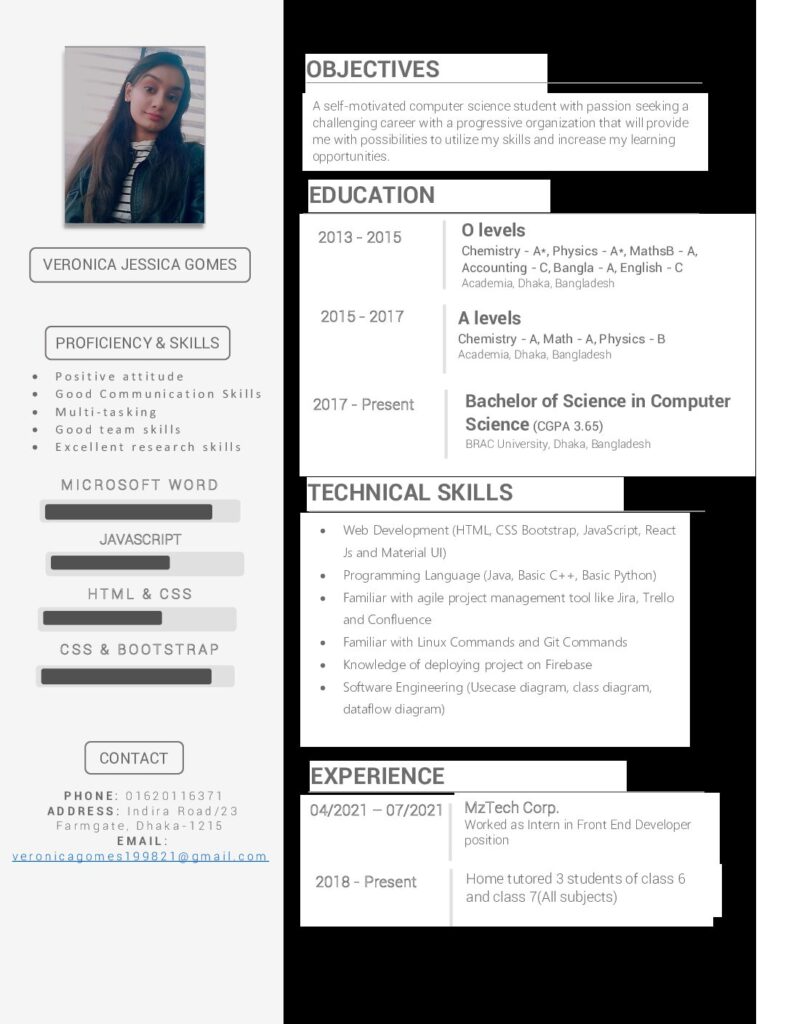 VERONICA JESSICA GOMES
PROFICIENCY & SKILLS
• Positive attitude
• Good Communication Skills
• Multi-tasking
• Good team skills
• Excellent research skills
MICROSOFT WORD
JAVASCRIPT
HTML & CSS
CSS & BOOTSTRAP
CONTACT
PHONE: 01620116371
ADDRESS: Indira Road/23
Farmgate, Dhaka-1215
EMAIL:
veronicagomes199821@gmail.com
OBJECTIVES
A self-motivated computer science student with passion seeking a
challenging career with a progressive organization that will provide
me with possibilities to utilize my skills and increase my learning
opportunities.
EDUCATION
2013 - 2015
O levels
Chemistry - A*, Physics - A*, MathsB - A,
Accounting - C, Bangla - A, English - C
Academia, Dhaka, Bangladesh
2015 - 2017
A levels
Chemistry - A, Math - A, Physics - B
Academia, Dhaka, Bangladesh
2017 - Present
Bachelor of Science in Computer
Science (CGPA 3.65)
BRAC University, Dhaka, Bangladesh
TECHNICAL SKILLS
• Web Development (HTML, CSS Bootstrap, JavaScript, React
Js and Material UI)
• Programming Language (Java, Basic C++, Basic Python)
• Familiar with agile project management tool like Jira, Trello
and Confluence
• Familiar with Linux Commands and Git Commands
• Knowledge of deploying project on Firebase
• Software Engineering (Usecase diagram, class diagram,
dataflow diagram)
EXPERIENCE
04/2021 – 07/2021
MzTech Corp.
Worked as Intern in Front End Developer
position
2018 - Present
Home tutored 3 students of class 6
and class 7(All subjects)